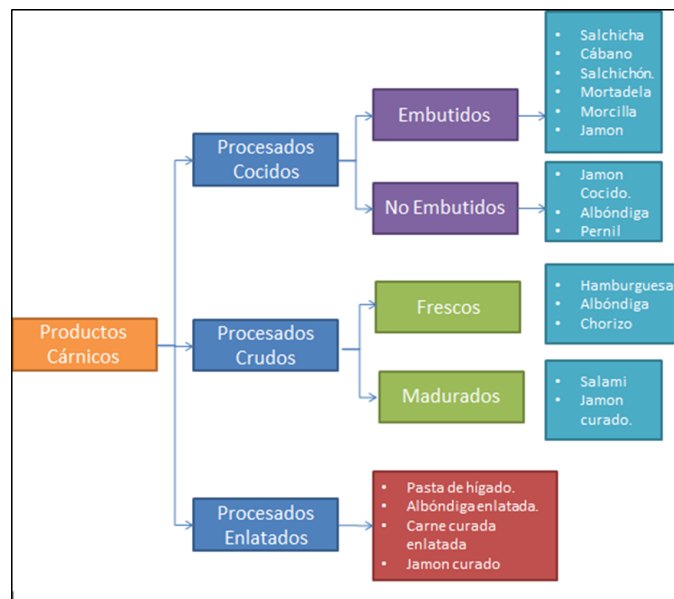 Productos
Cárnicos
Procesados
Cocidos
Embutidos
• Salchicha
• Cábano
• Salchichón.
• Mortadela
• Morcilla
• Jamon
No Embutidos
• Jamon
Cocido.
• Albóndiga
• Pernil
Procesados
Crudos
Frescos
• Hamburguesa
• Albóndiga
• Chorizo
Madurados
• Salami
• Jamon
curado.
Procesados
Enlatados
• Pasta de hígado.
• Albóndiga enlatada.
• Carne curada
enlatada
• Jamon curado